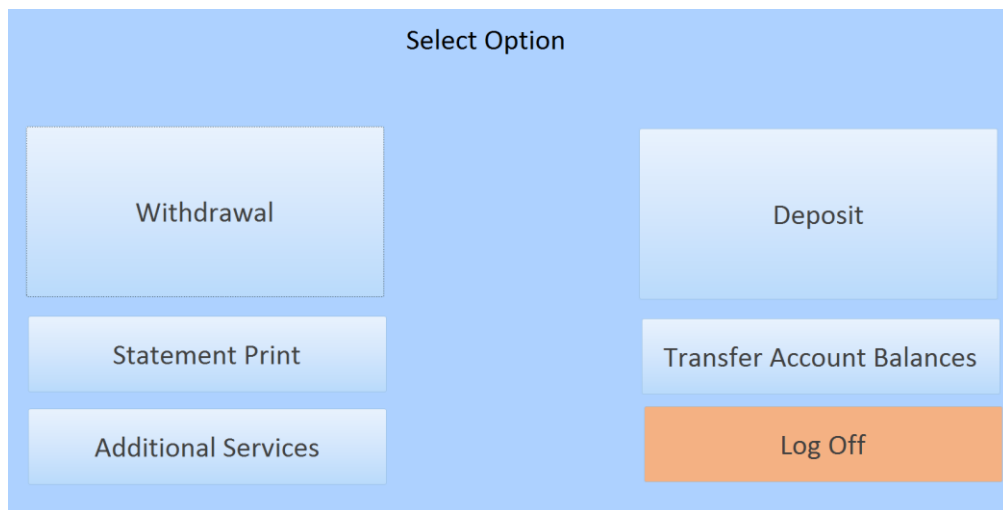 Select Option
Withdrawal
Deposit
Statement Print
Transfer Account Balances
Additional Services
Log Off